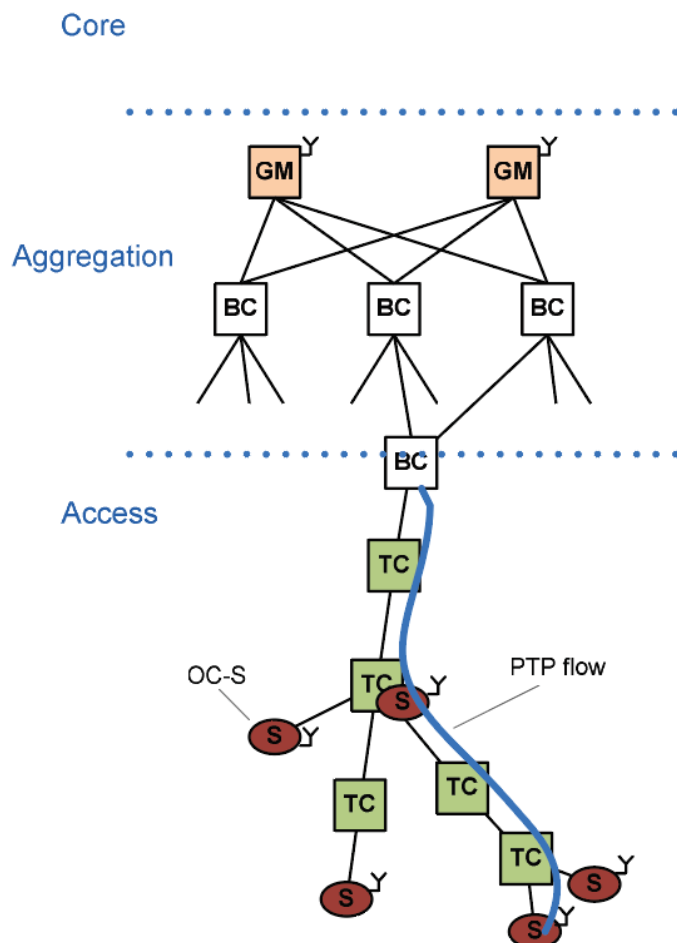 Core
GM
GM
Aggregation
BC
BC
BC
BC
Access
TC
OC-S
TC
S
PTP flow
S
TC
TC
TC
S
S
S